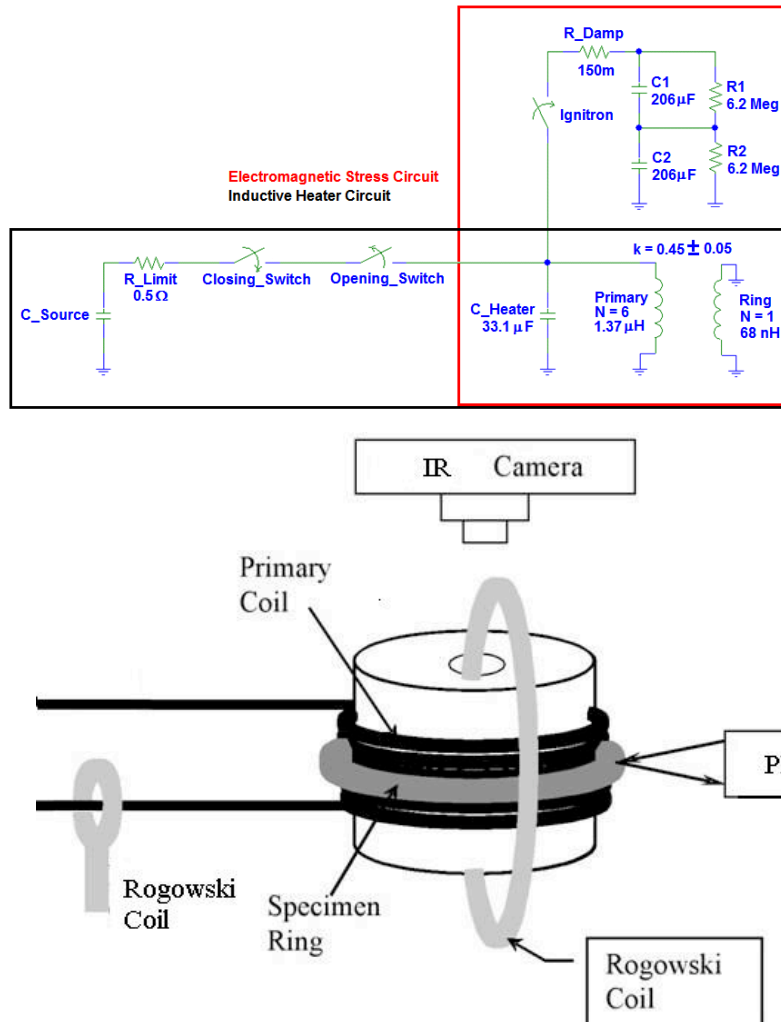 R_Damp
150m
C1
206µF
R1
6.2 Meg
Ignitron
C2
206µF
R2
6.2 Meg
Electromagnetic Stress Circuit
Inductive Heater Circuit
k = 0.45 ± 0.05
R_Limit
0.5 Ω
Closing_Switch
Opening_Switch
C_Source
C_Heater
33.1 µF
Primary
N = 6
1.37 µH
Ring
N = 1
68 nH
IR Camera
Primary
Coil
Rogowski
Coil
Specimen
Ring
Rogowski
Coil